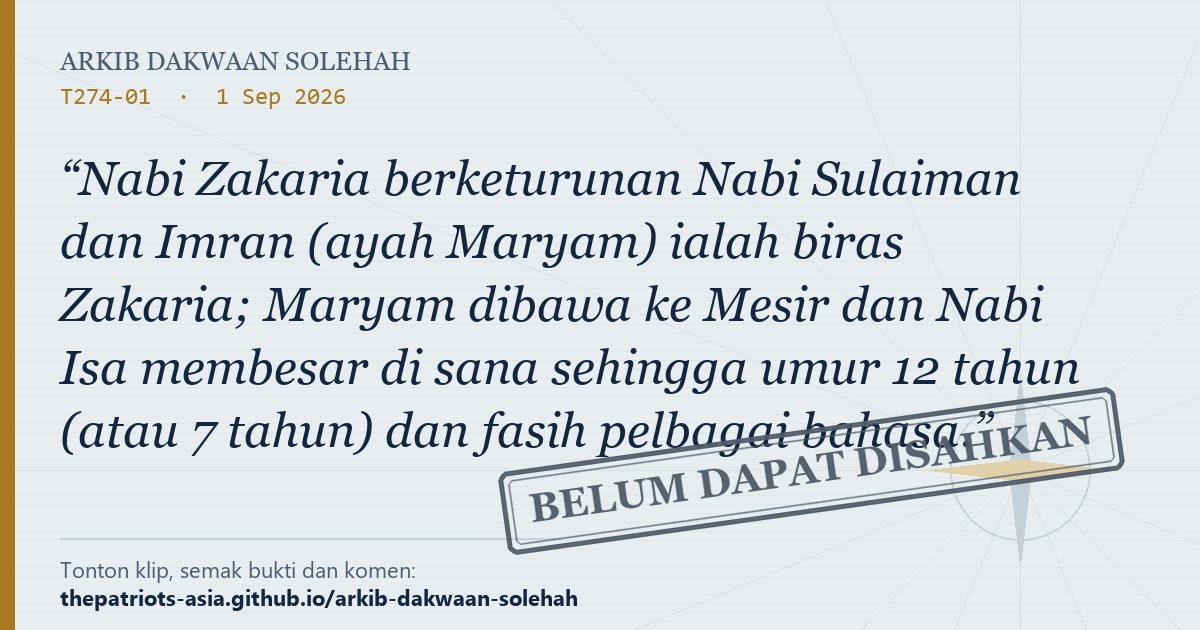 ARKIB DAKWAAN SOLEHAH
T274-01 · 1 Sep 2026
“Nabi Zakaria berketurunan Nabi Sulaiman
dan Imran (ayah Maryam) ialah biras
Zakaria; Maryam dibawa ke Mesir dan Nabi
Isa membesar di sana sehingga umur 12 tahun
(atau 7 tahun) dan fasih pelbagai bahasa.”
BELUM DAPAT DISAHKAN
Tonton klip, semak bukti dan komen:
thepatriots-asia.github.io/arkib-dakwaan-solehah